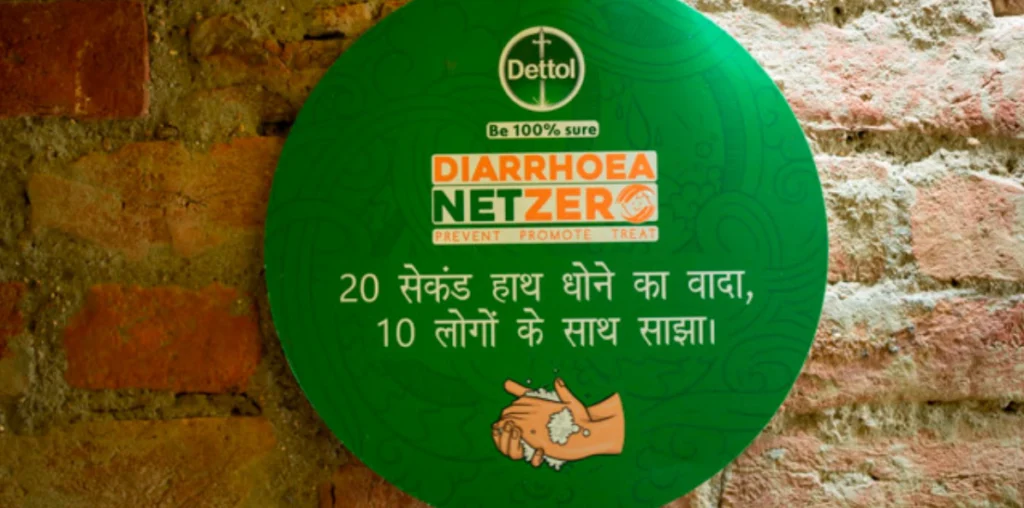 Dettol
Be 100% sure
DIARRHOEA
NETZERO
PREVENT PROMOTE TREAT
20 सेकंड हाथ धोने का वादा,
10 लोगों के साथ साझा।